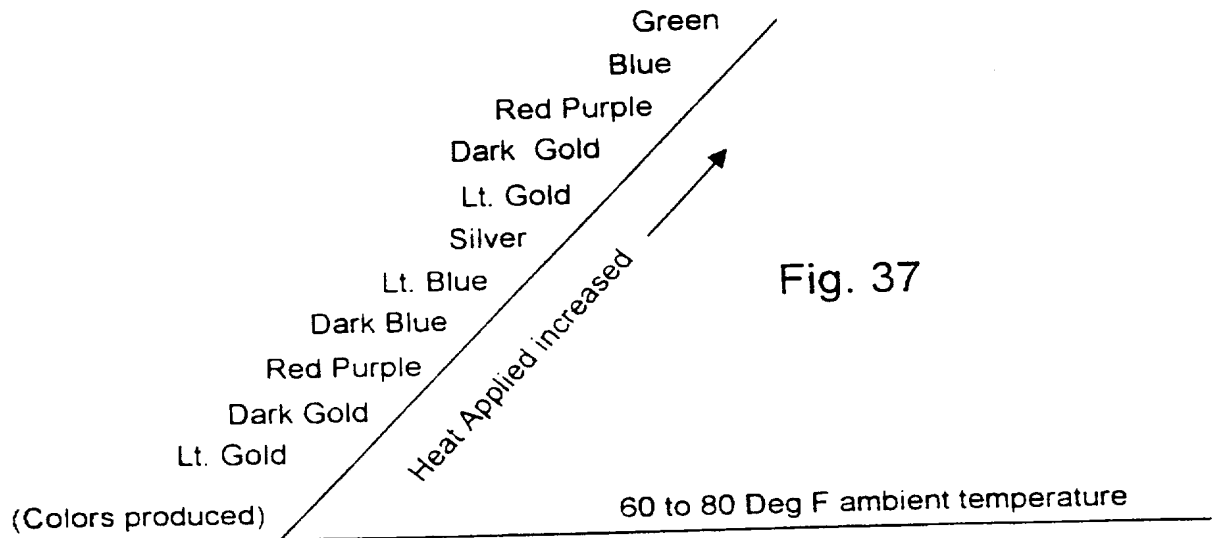 Green
Blue
Red Purple
Dark Gold
Lt. Gold
Silver
Lt. Blue
Dark Blue
Red Purple
Dark Gold
Lt. Gold
(Colors produced)
Heat Applied increased
Fig. 37
60 to 80 Deg F ambient temperature